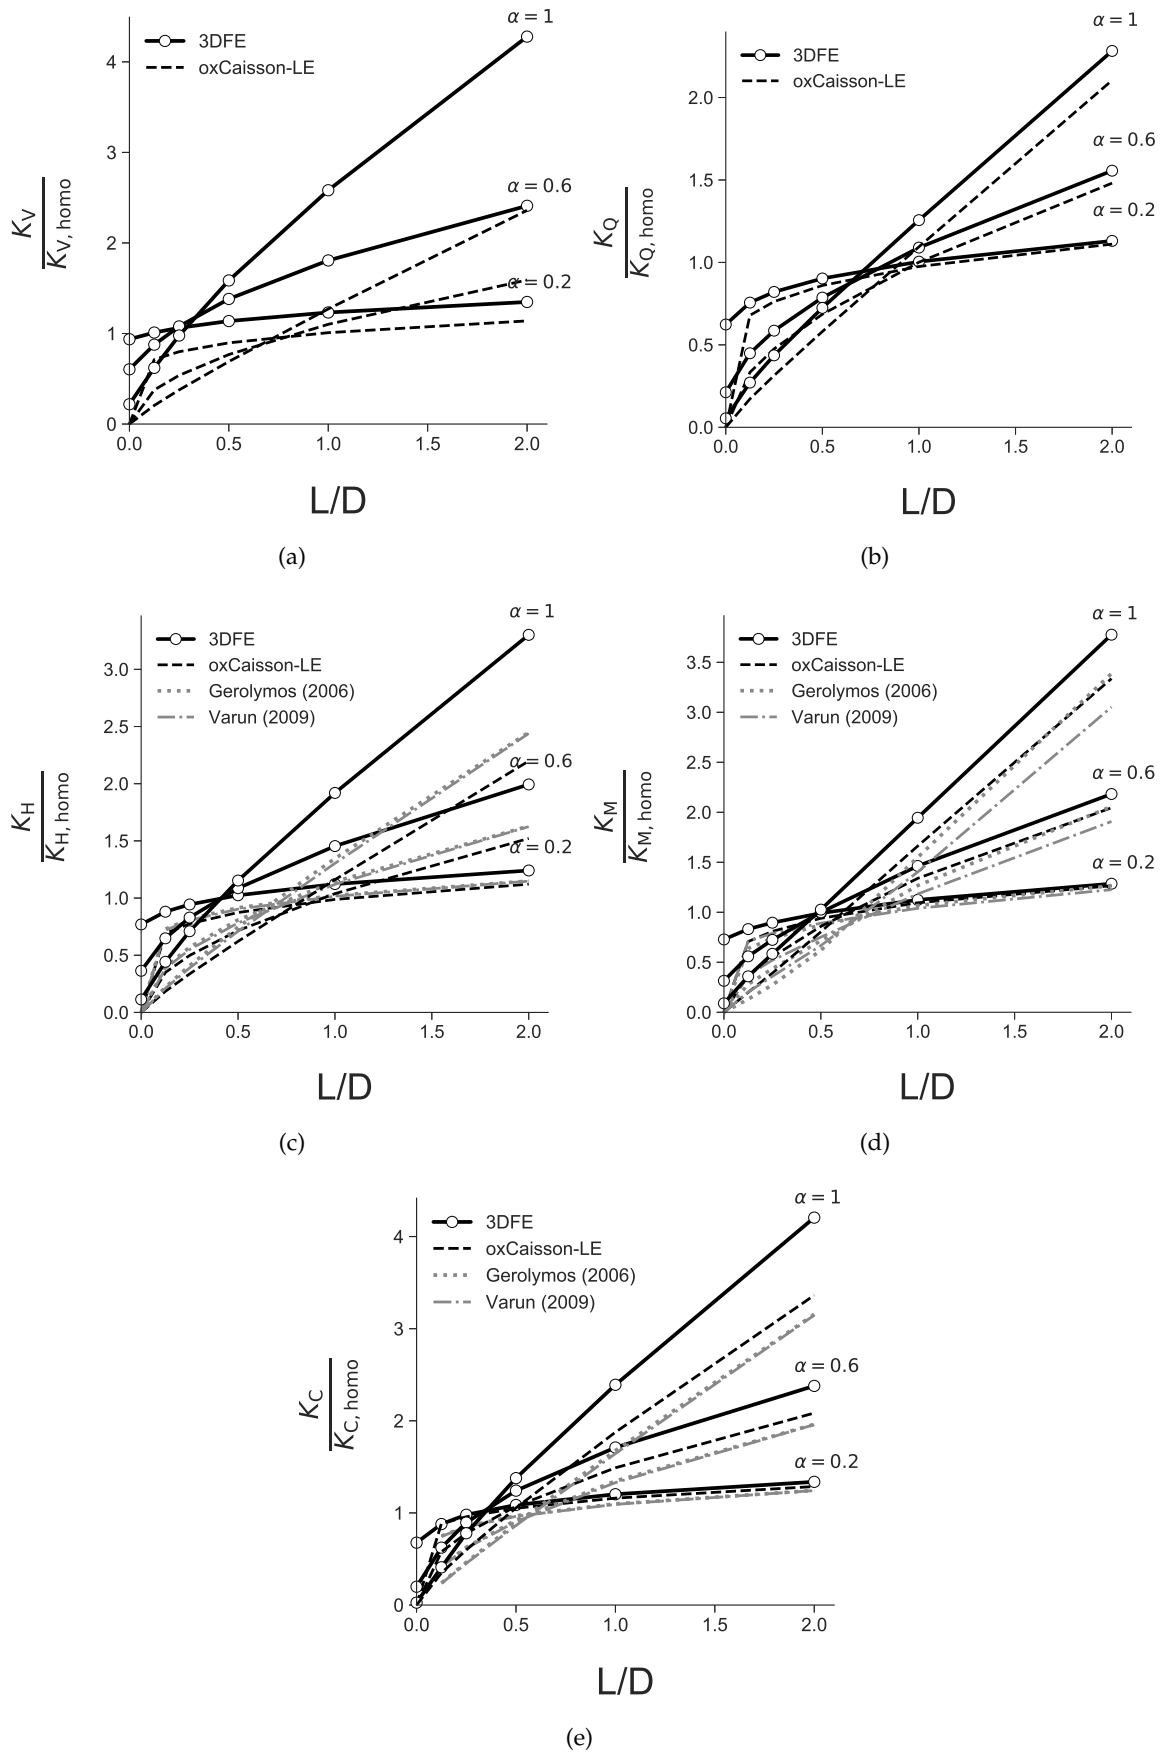 α = 1
3DFE
oxCaisson-LE
4
3
2
1
0
α = 0.6
α = 0.2
K_V
K_V, homo
0.0 0.5 1.0 1.5 2.0
L/D
(a)
α = 1
3DFE
oxCaisson-LE
2.0
1.5
1.0
0.5
0.0
α = 0.6
α = 0.2
K_Q
K_Q, homo
0.0 0.5 1.0 1.5 2.0
L/D
(b)
α = 1
3DFE
oxCaisson-LE
Gerolymos (2006)
Varun (2009)
3.0
2.5
2.0
1.5
1.0
0.5
0.0
α = 0.6
α = 0.2
K_H
K_H, homo
0.0 0.5 1.0 1.5 2.0
L/D
(c)
α = 1
3DFE
oxCaisson-LE
Gerolymos (2006)
Varun (2009)
3.5
3.0
2.5
2.0
1.5
1.0
0.5
0.0
α = 0.6
α = 0.2
K_M
K_M, homo
0.0 0.5 1.0 1.5 2.0
L/D
(d)
α = 1
3DFE
oxCaisson-LE
Gerolymos (2006)
Varun (2009)
4
3
2
1
0
α = 0.6
α = 0.2
K_C
K_C, homo
0.0 0.5 1.0 1.5 2.0
L/D
(e)